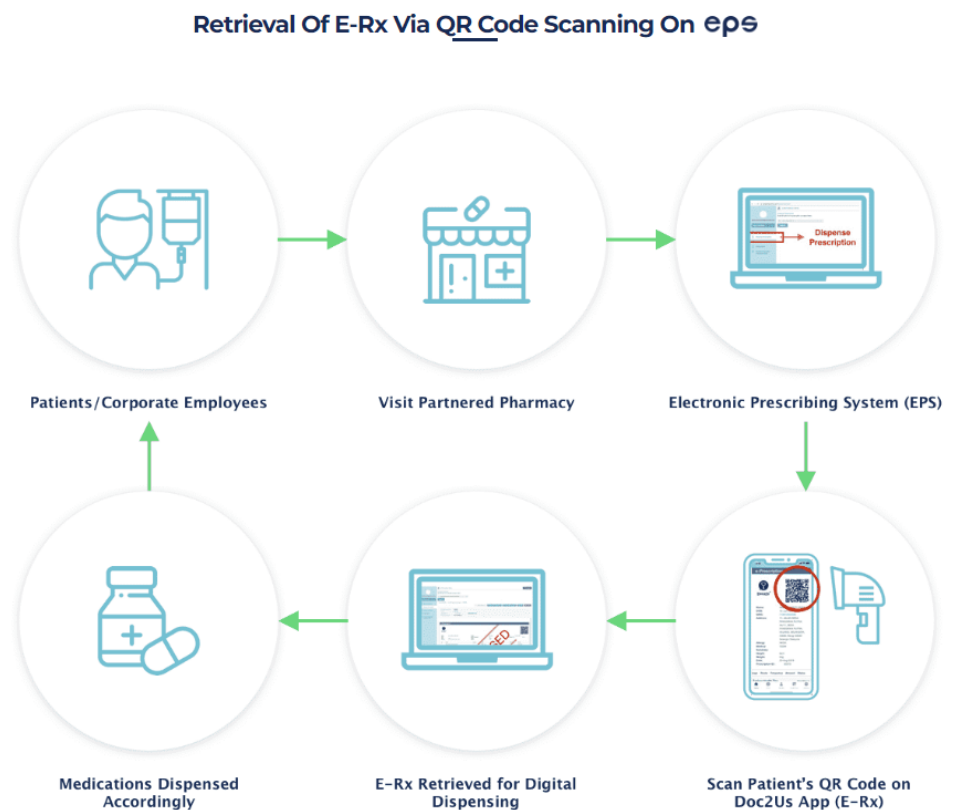 Retrieval Of E-Rx Via QR Code Scanning On eps
Dispense
Prescription
Patients/Corporate Employees
Visit Partnered Pharmacy
Electronic Prescribing System (EPS)
Medications Dispensed
Accordingly
E-Rx Retrieved for Digital
Dispensing
Scan Patient's QR Code on
Doc2Us App (E-Rx)